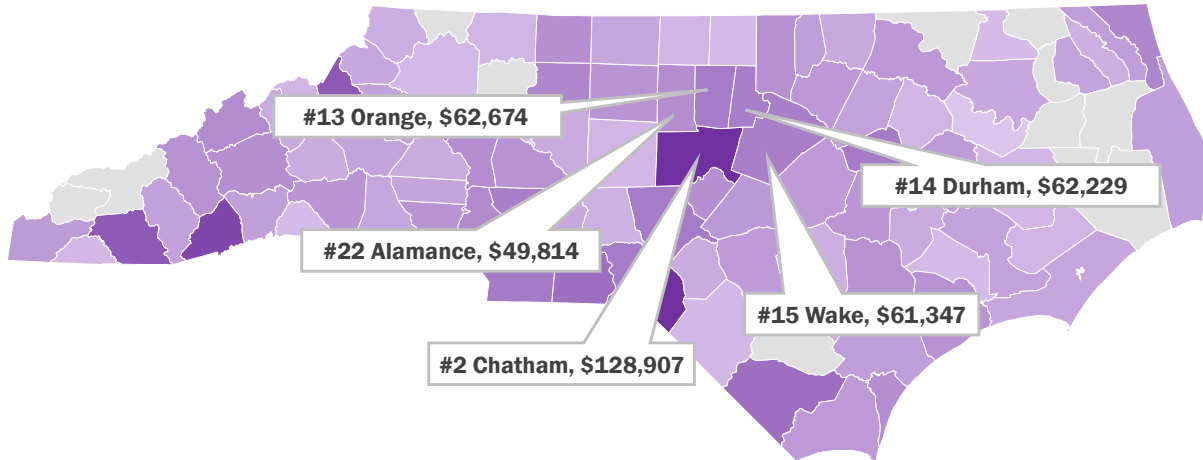 #13 Orange, $62,674
#14 Durham, $62,229
#22 Alamance, $49,814
#15 Wake, $61,347
#2 Chatham, $128,907